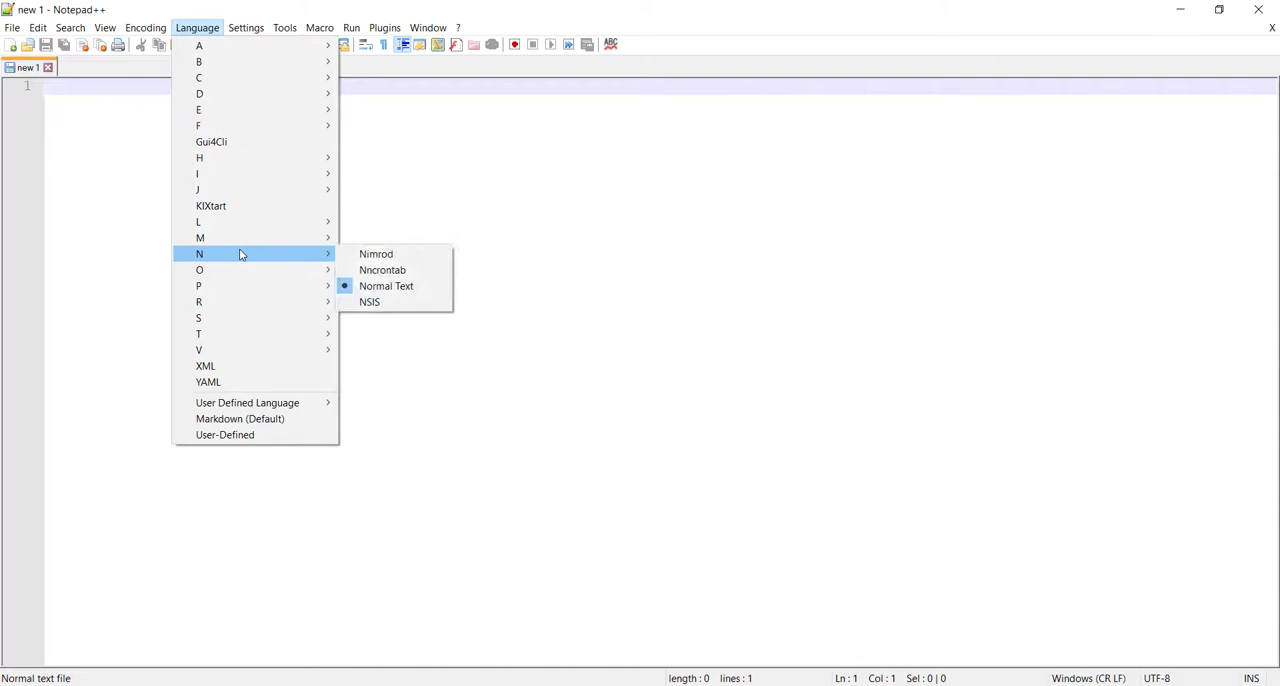 new 1 - Notepad++
File Edit Search View Encoding Language Settings Tools Macro Run Plugins Window ?
X
ABC
new 1
1
A
B
C
D
E
F
Gui4Cli
H
I
J
KIXtart
L
M
N
O
P
R
S
T
V
XML
YAML
User Defined Language
Markdown (Default)
User-Defined
Nimrod
Nncrontab
Normal Text
NSIS
Normal text file length : 0 lines : 1 Ln : 1 Col : 1 Sel : 0 | 0 Windows (CR LF) UTF-8 INS